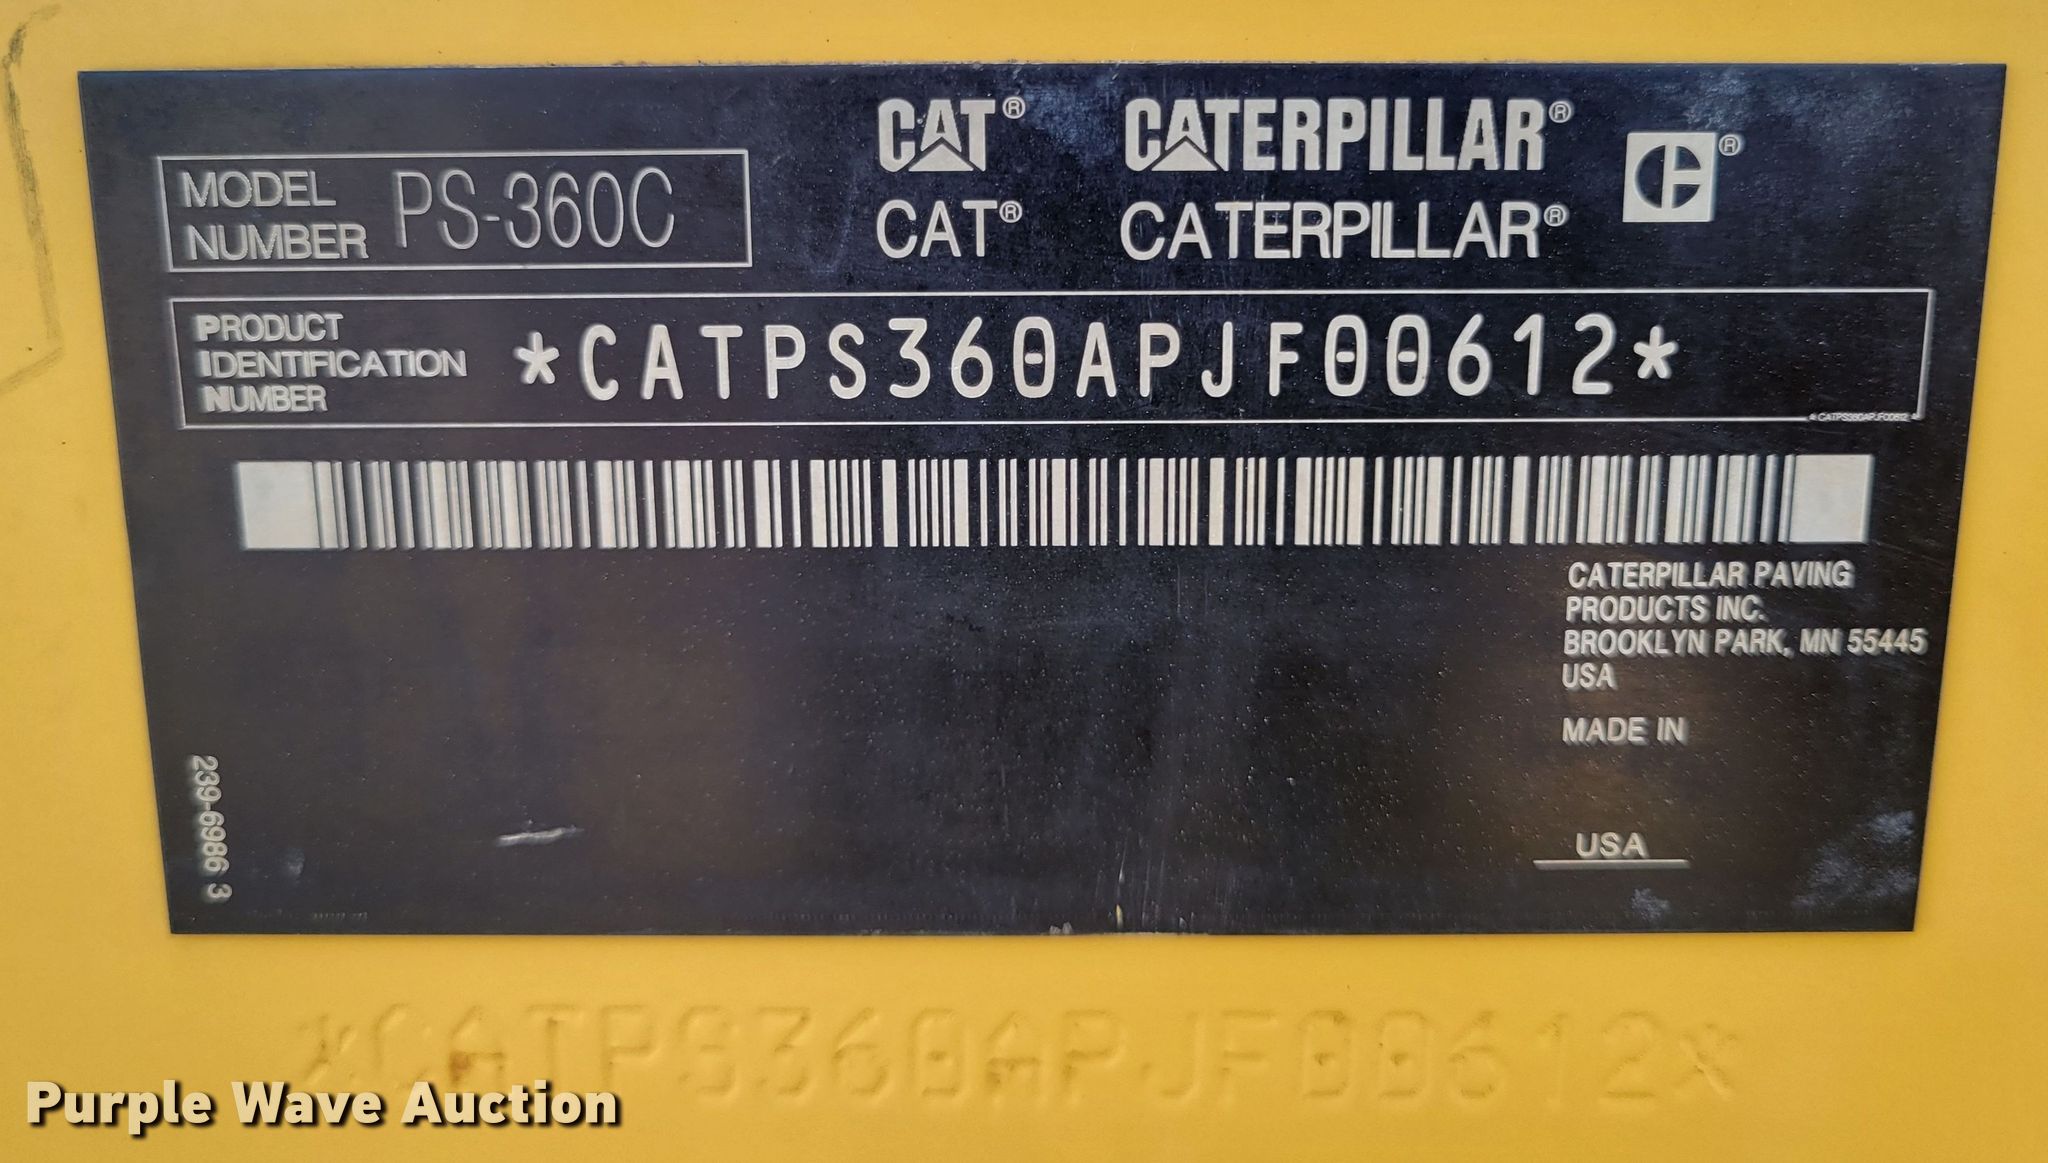 CAT® CATERPILLAR®
CAT® CATERPILLAR®
MODEL
NUMBER
PS-360C
PRODUCT
IDENTIFICATION
NUMBER
*CATPS360APJF00612*
* CATPS360APJF00612 *
CATERPILLAR PAVING
PRODUCTS INC.
BROOKLYN PARK, MN 55445
USA
MADE IN
USA
239-6986 3
*CATPS360APJF00612*
Purple Wave Auction